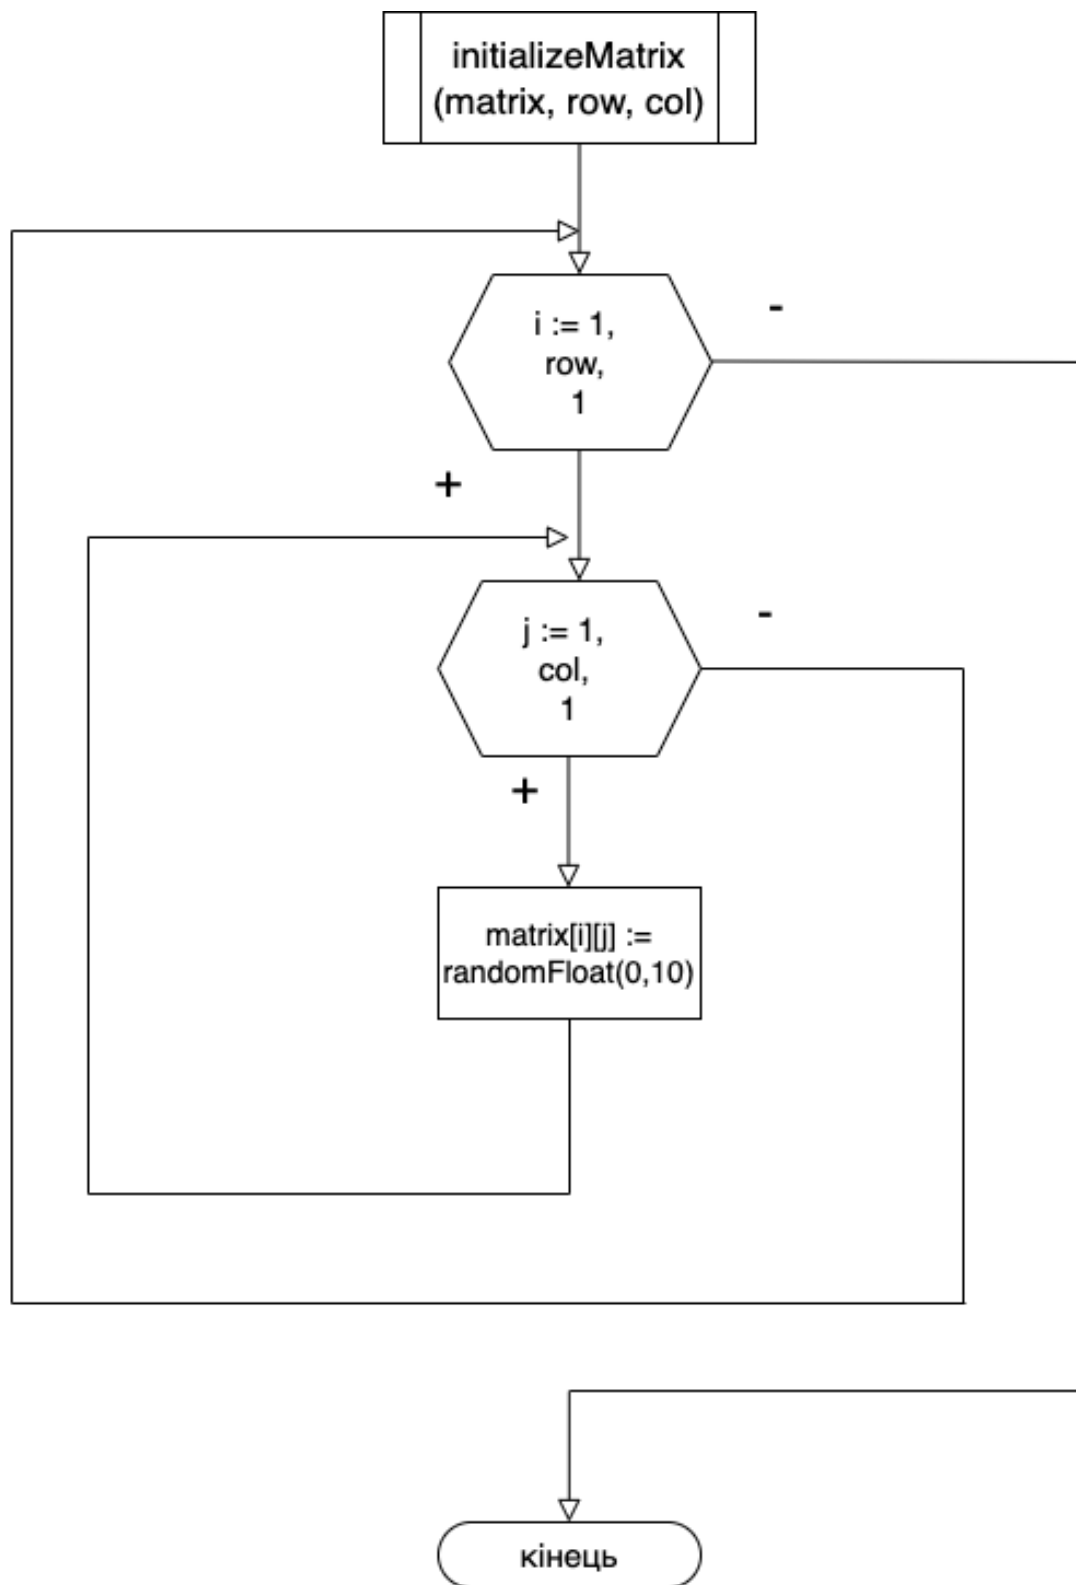 initializeMatrix
(matrix, row, col)
i := 1,
row,
1
-
+
j := 1,
col,
1
-
+
matrix[i][j] :=
randomFloat(0,10)
кінець